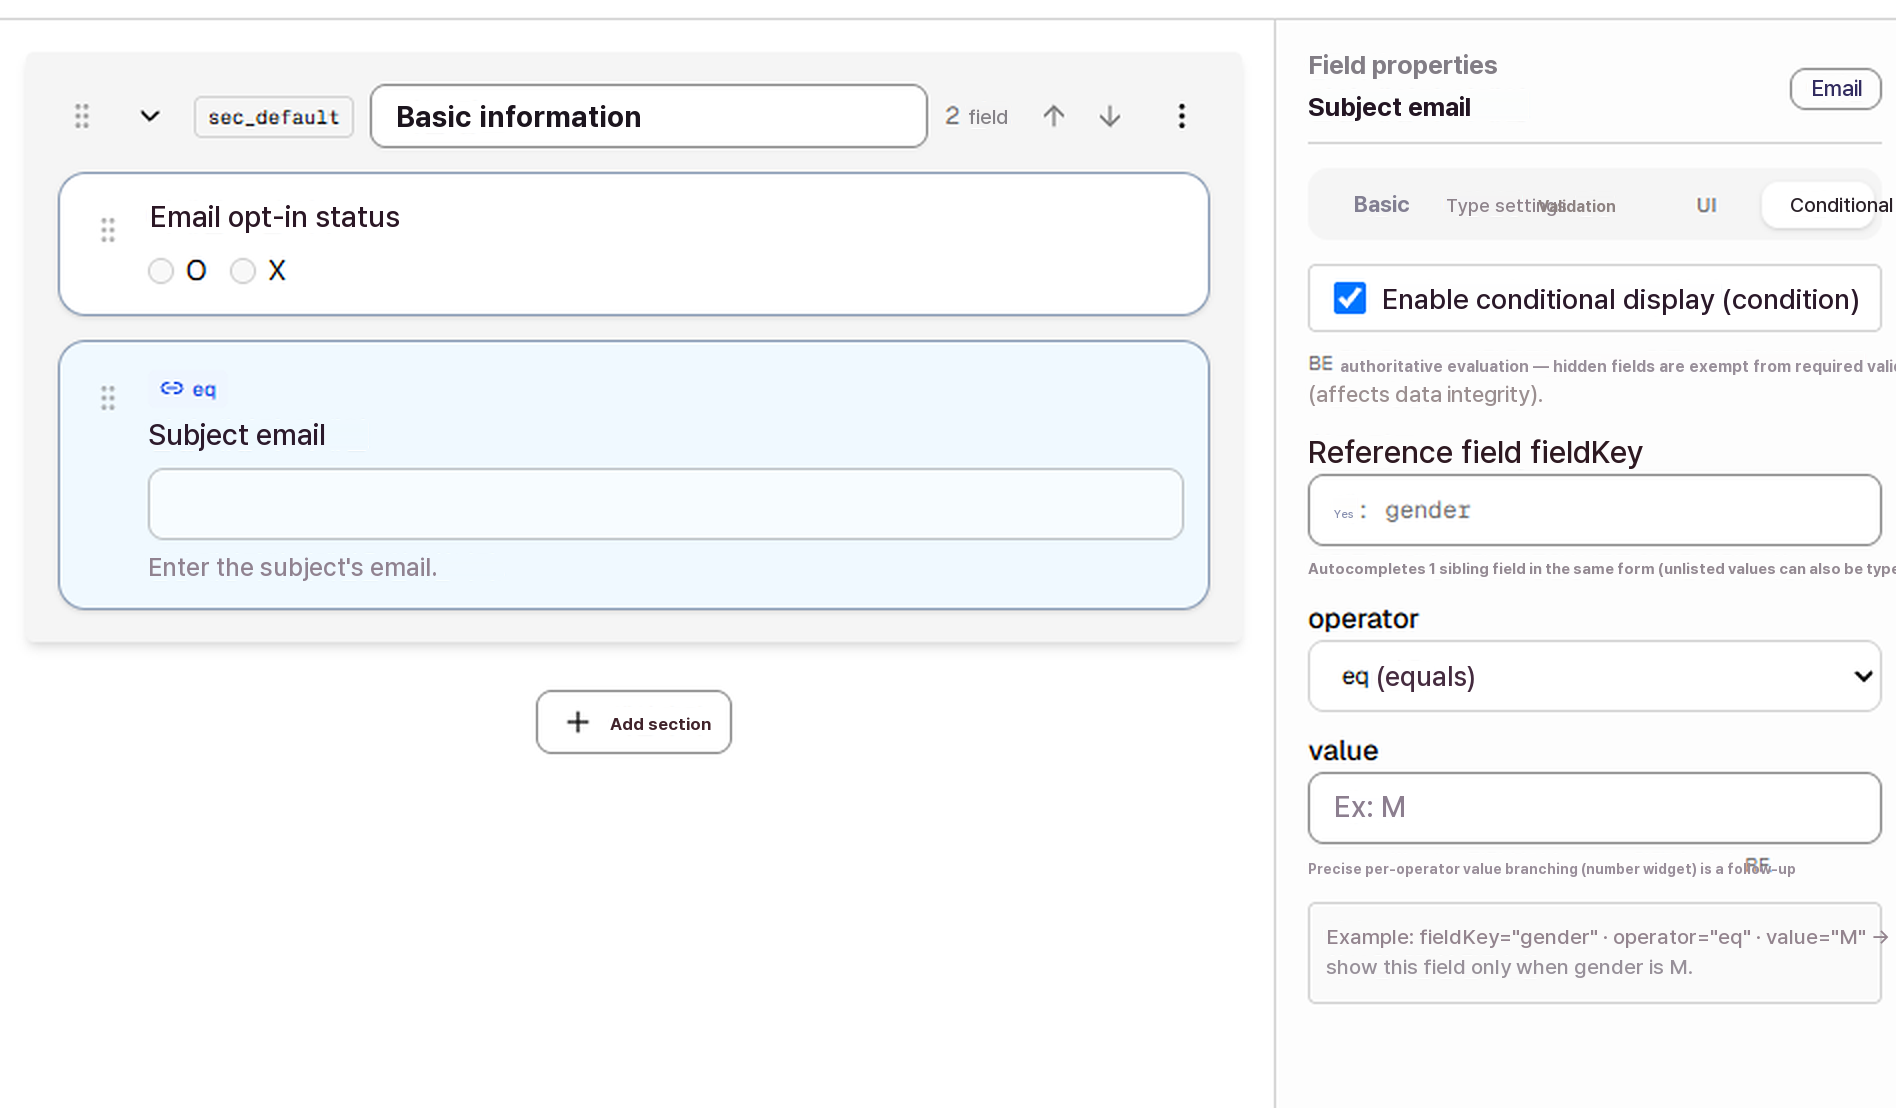 sec_default
Basic information
2 field
Email opt-in status
O X
eq
Subject email
Enter the subject's email.
Add section
Field properties
Subject email
Email
Basic Type settings Validation UI Conditional
Enable conditional display (condition)
BE authoritative evaluation — hidden fields are exempt from required
(affects data integrity).
Reference field fieldKey
Yes : gender
Autocompletes 1 sibling field in the same form (unlisted values can also be
operator
eq (equals)
value
Ex: M
Precise per-operator value branching (number widget) is a follow-up
BE
Example: fieldKey="gender" · operator="eq" · value="M" →
show this field only when gender is M.